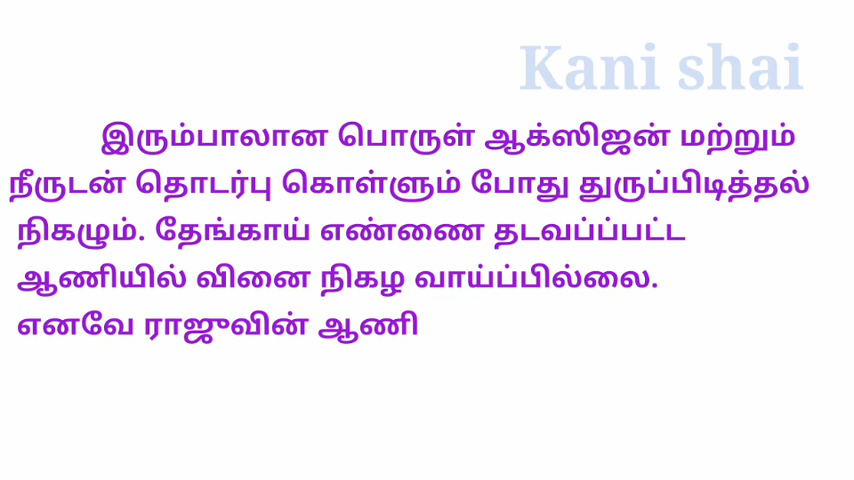 Kani shai
இரும்பாலான பொருள் ஆக்ஸிஜன் மற்றும்
நீருடன் தொடர்பு கொள்ளும் போது துருப்பிடித்தல்
நிகழும். தேங்காய் எண்ணை தடவப்ப்பட்ட
ஆணியில் வினை நிகழ வாய்ப்பில்லை.
எனவே ராஜுவின் ஆணி